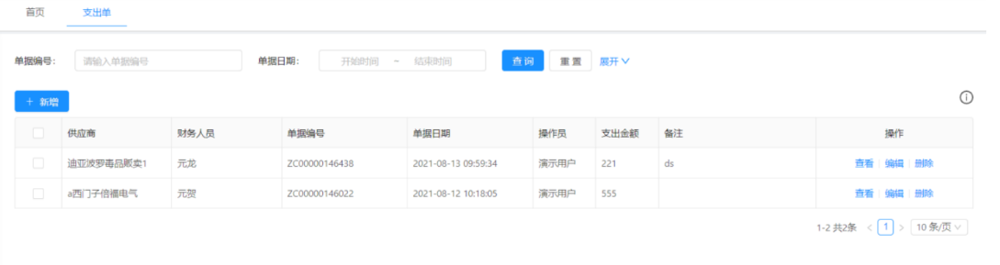 首页 支出单
单据编号： 请输入单据编号 单据日期： 开始时间 ~ 结束时间 查 询 重 置 展开
+ 新增
供应商 财务人员 单据编号 单据日期 操作员 支出金额 备注 操作
迪亚波罗毒品贩卖1 元龙 ZC00000146438 2021-08-13 09:59:34 演示用户 221 ds 查看 编辑 删除
a西门子倍福电气 元贺 ZC00000146022 2021-08-12 10:18:05 演示用户 555 查看 编辑 删除
1-2 共2条 < 1 > 10 条/页